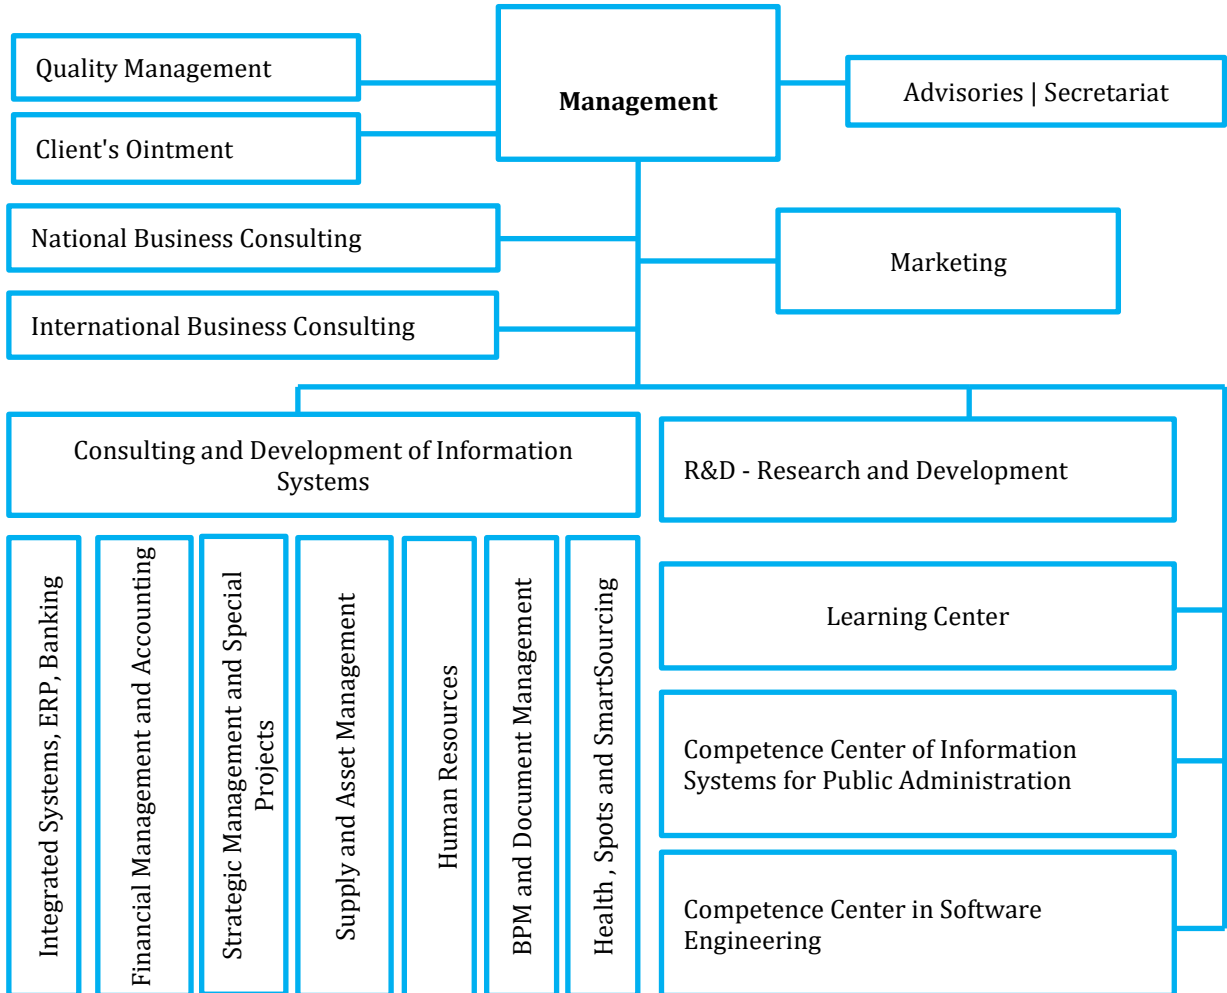 Quality Management
Management
Advisories | Secretariat
Client's Ointment
National Business Consulting
Marketing
International Business Consulting
Consulting and Development of Information
Systems
R&D - Research and Development
Integrated Systems, ERP, Banking
Financial Management and Accounting
Strategic Management and Special
Projects
Supply and Asset Management
Human Resources
BPM and Document Management
Health , Spots and SmartSourcing
Learning Center
Competence Center of Information
Systems for Public Administration
Competence Center in Software
Engineering